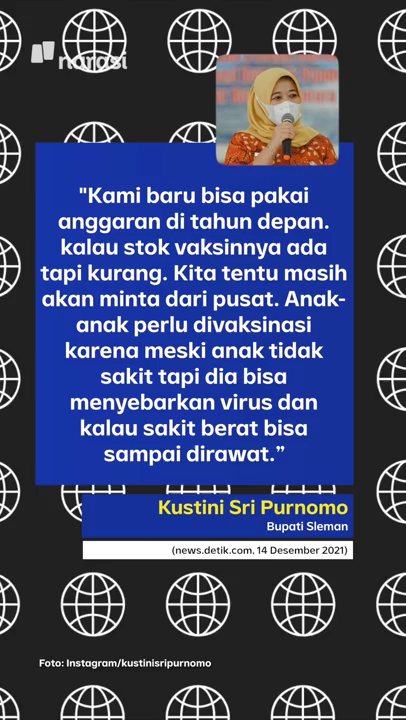 narasi
"Kami baru bisa pakai
anggaran di tahun depan.
kalau stok vaksinnya ada
tapi kurang. Kita tentu masih
akan minta dari pusat. Anak-
anak perlu divaksinasi
karena meski anak tidak
sakit tapi dia bisa
menyebarkan virus dan
kalau sakit berat bisa
sampai dirawat.”
Kustini Sri Purnomo
Bupati Sleman
(news.detik.com, 14 Desember 2021)
Foto: Instagram/kustinisripurnomo